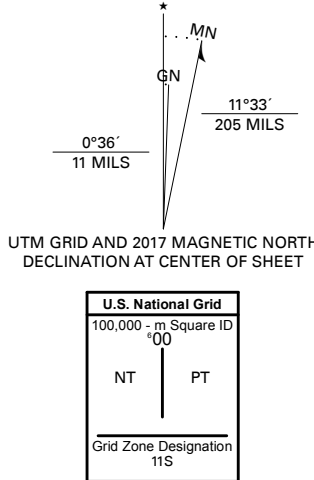 ★
MN
GN
0°36´
11 MILS
11°33´
205 MILS
UTM GRID AND 2017 MAGNETIC NORTH
DECLINATION AT CENTER OF SHEET
U.S. National Grid
100,000 - m Square ID
⁶00
NT PT
Grid Zone Designation
11S